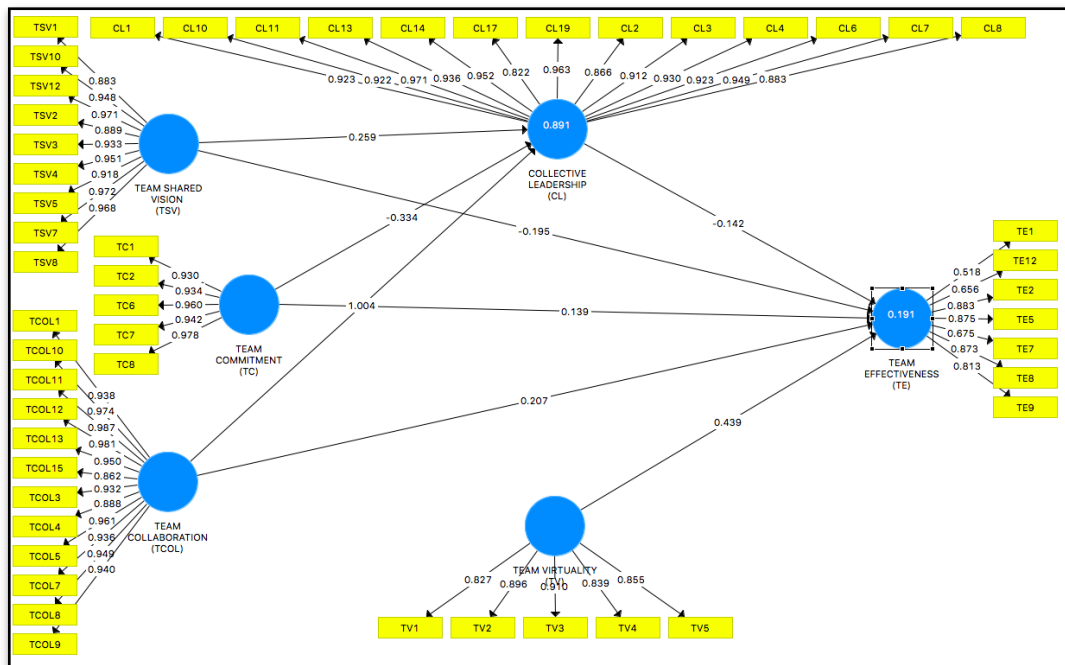 TSV1
TSV10
TSV12
TSV2
TSV3
TSV4
TSV5
TSV7
TSV8
0.883
0.948
0.971
0.889
0.933
0.951
0.918
0.972
0.968
TEAM SHARED
VISION
(TSV)
CL1 CL10 CL11 CL13 CL14 CL17 CL19 CL2 CL3 CL4 CL6 CL7 CL8
0.923 0.922 0.971 0.936 0.952 0.822 0.963 0.866 0.912 0.930 0.923 0.949 0.883
0.891
COLLECTIVE
LEADERSHIP
(CL)
0.259
-0.334
-0.195
-0.142
1.004
0.139
0.207
0.439
TC1
TC2
TC6
TC7
TC8
0.930
0.934
0.960
0.942
0.978
TEAM
COMMITMENT
(TC)
TCOL1
TCOL10
TCOL11
TCOL12
TCOL13
TCOL15
TCOL3
TCOL4
TCOL5
TCOL7
TCOL8
TCOL9
0.938
0.974
0.987
0.981
0.950
0.862
0.932
0.888
0.961
0.936
0.949
0.940
TEAM
COLLABORATION
(TCOL)
TE1
TE12
TE2
TE5
TE7
TE8
TE9
0.518
0.656
0.883
0.875
0.675
0.873
0.813
0.191
TEAM
EFFECTIVENESS
(TE)
TEAM VIRTUALITY
(TV)
0.827 0.896 0.910 0.839 0.855
TV1 TV2 TV3 TV4 TV5